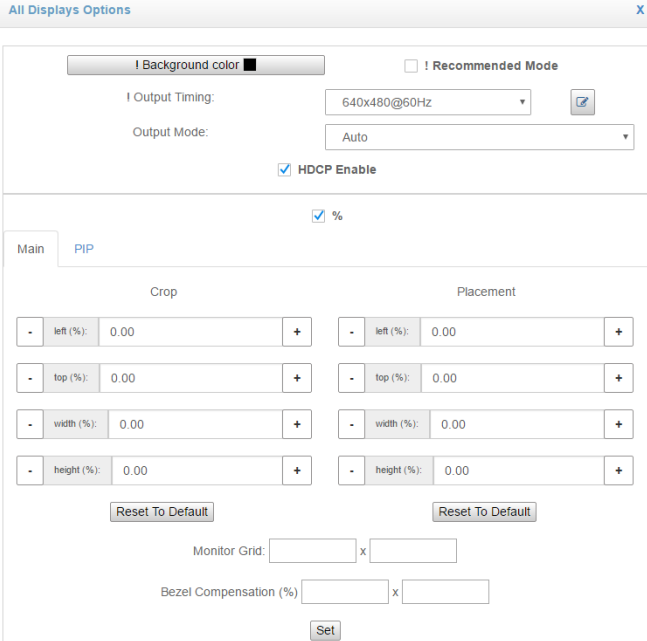 All Displays Options X
! Background color ! Recommended Mode
! Output Timing: 640x480@60Hz
Output Mode: Auto
HDCP Enable
%
Main PIP
Crop Placement
- left (%): 0.00 + - left (%): 0.00 +
- top (%): 0.00 + - top (%): 0.00 +
- width (%): 0.00 + - width (%): 0.00 +
- height (%): 0.00 + - height (%): 0.00 +
Reset To Default Reset To Default
Monitor Grid: x
Bezel Compensation (%) x
Set